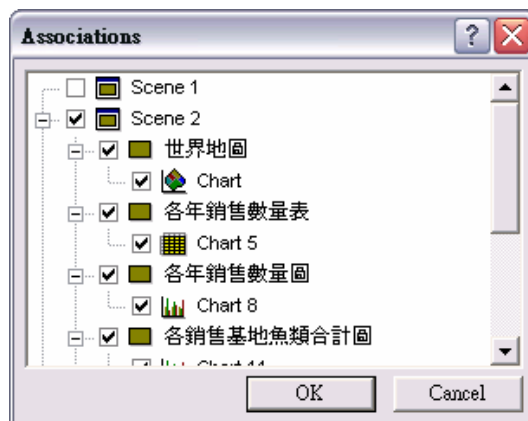 Associations
Scene 1
Scene 2
世界地圖
Chart
各年銷售數量表
Chart 5
各年銷售數量圖
Chart 8
各銷售基地魚類合計圖
OK
Cancel